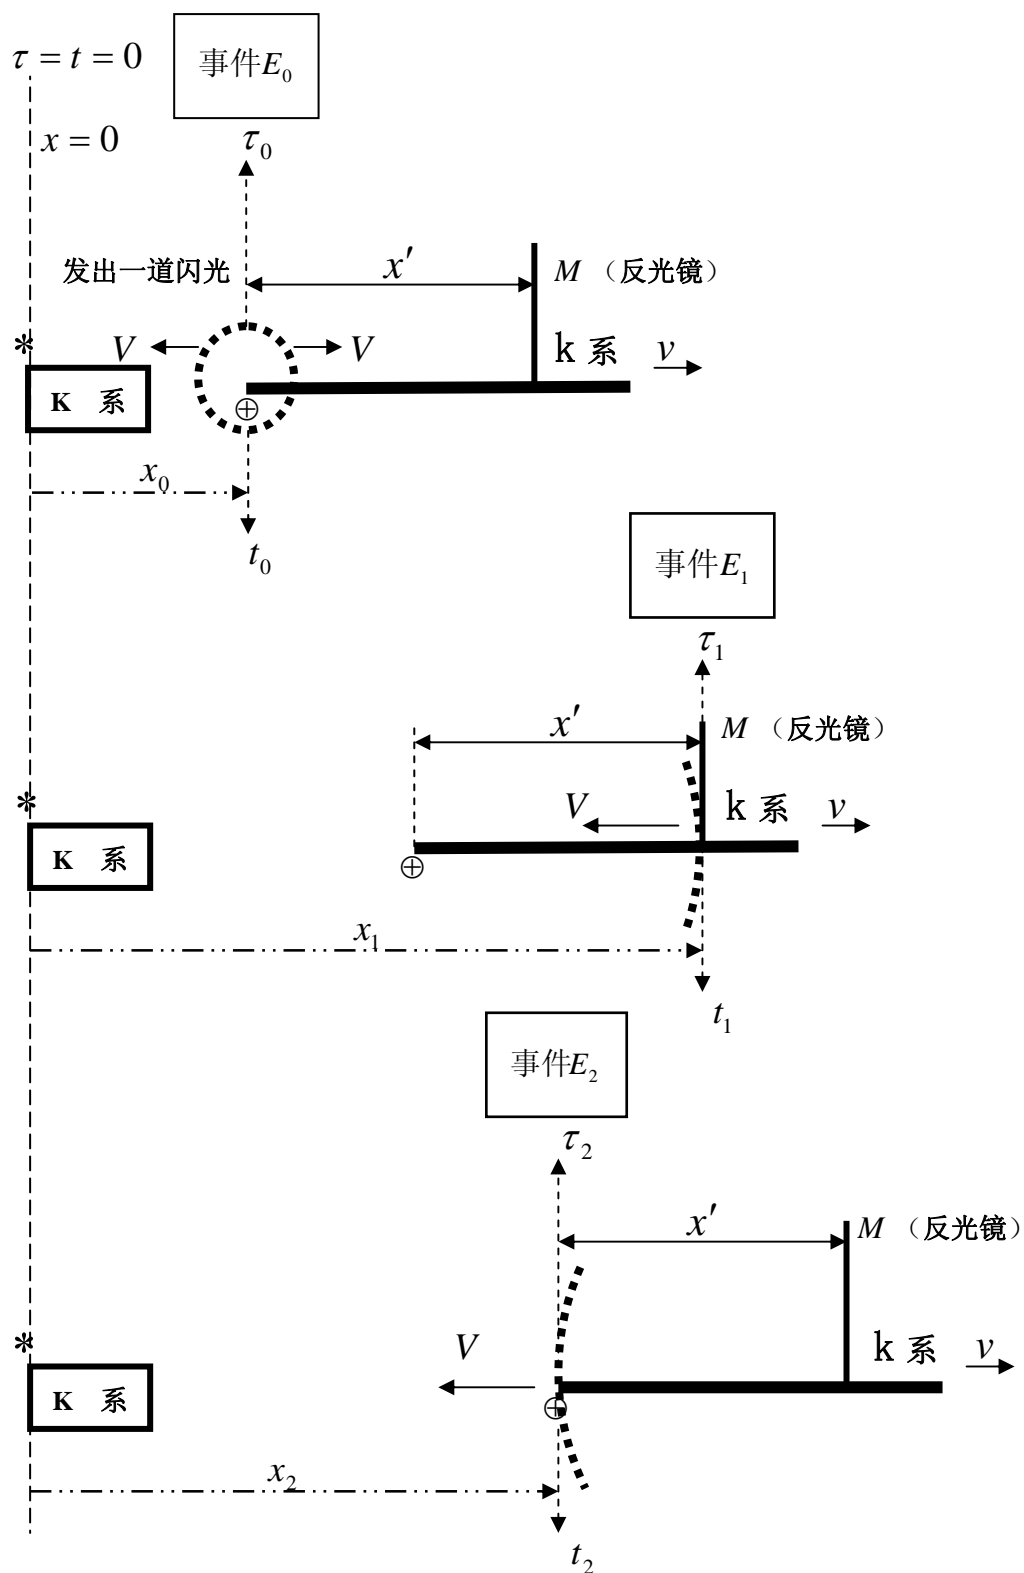 事件E₀
τ = t = 0
x = 0
τ₀
发出一道闪光
x′
M （反光镜）
*
V
V
k 系
v
K 系
⊕
x₀
t₀
事件E₁
τ₁
x′
M （反光镜）
*
V
k 系
v
K 系
⊕
x₁
t₁
事件E₂
τ₂
x′
M （反光镜）
*
V
k 系
v
K 系
⊕
x₂
t₂